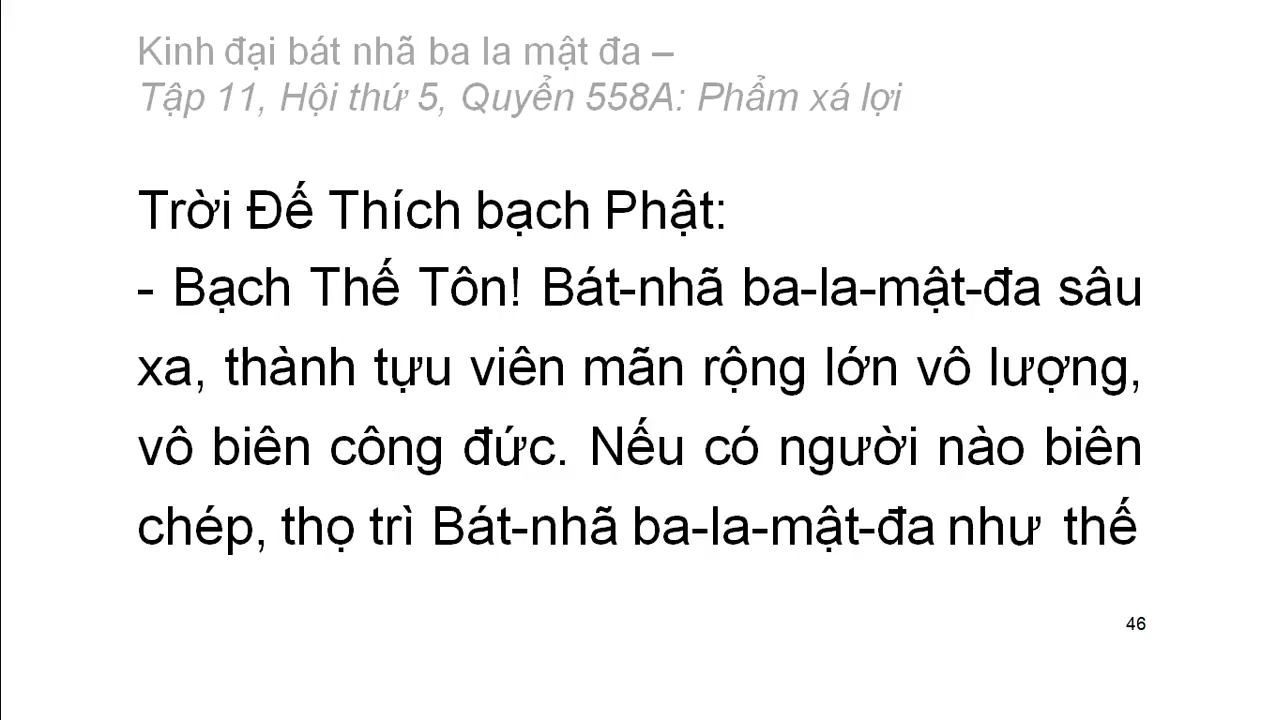 Kinh đại bát nhã ba la mật đa –
Tập 11, Hội thứ 5, Quyển 558A: Phẩm xá lợi
Trời Đế Thích bạch Phật:
- Bạch Thế Tôn! Bát-nhã ba-la-mật-đa sâu
xa, thành tựu viên mãn rộng lớn vô lượng,
vô biên công đức. Nếu có người nào biên
chép, thọ trì Bát-nhã ba-la-mật-đa như thế
46